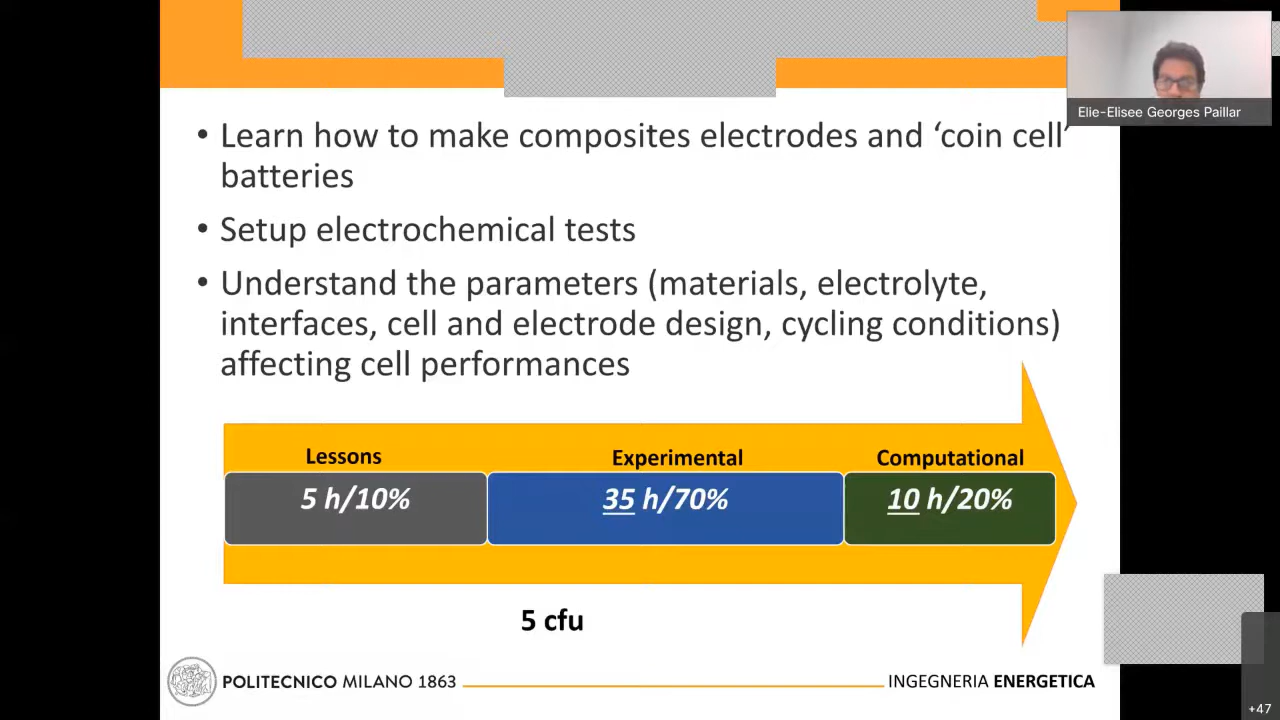 Elie-Elisee Georges Paillar
• Learn how to make composites electrodes and ‘coin cell’
batteries
• Setup electrochemical tests
• Understand the parameters (materials, electrolyte,
interfaces, cell and electrode design, cycling conditions)
affecting cell performances
Lessons Experimental Computational
5 h/10% 35 h/70% 10 h/20%
5 cfu
POLITECNICO MILANO 1863 INGEGNERIA ENERGETICA
+47